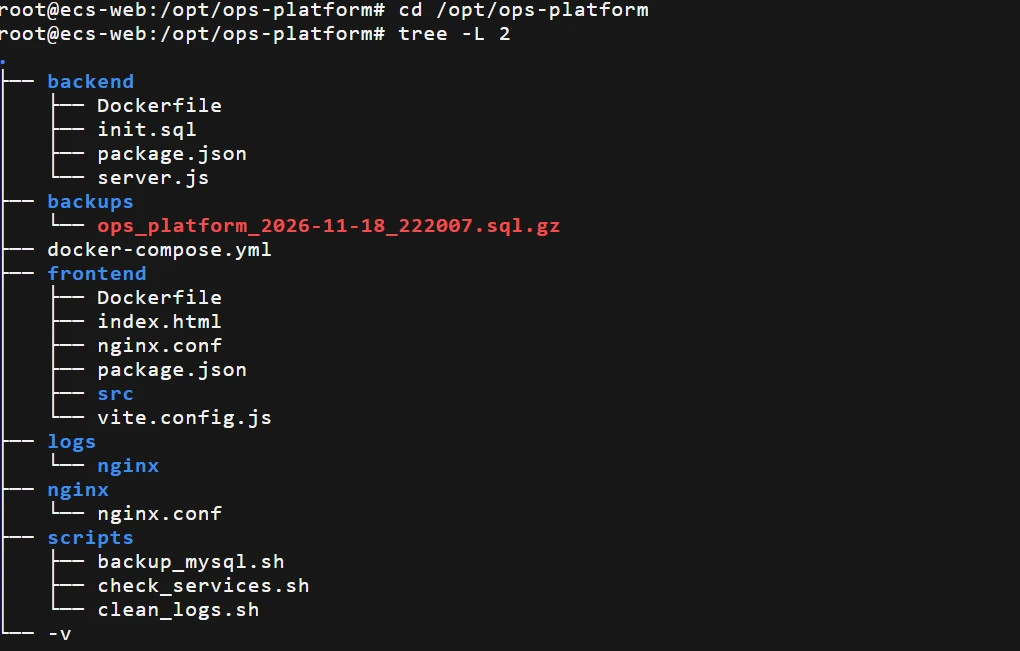 root@ecs-web:/opt/ops-platform# cd /opt/ops-platform
root@ecs-web:/opt/ops-platform# tree -L 2
.
├── backend
│   ├── Dockerfile
│   ├── init.sql
│   ├── package.json
│   └── server.js
├── backups
│   └── ops_platform_2026-11-18_222007.sql.gz
├── docker-compose.yml
├── frontend
│   ├── Dockerfile
│   ├── index.html
│   ├── nginx.conf
│   ├── package.json
│   ├── src
│   └── vite.config.js
├── logs
│   └── nginx
├── nginx
│   └── nginx.conf
├── scripts
│   ├── backup_mysql.sh
│   ├── check_services.sh
│   └── clean_logs.sh
└── -v